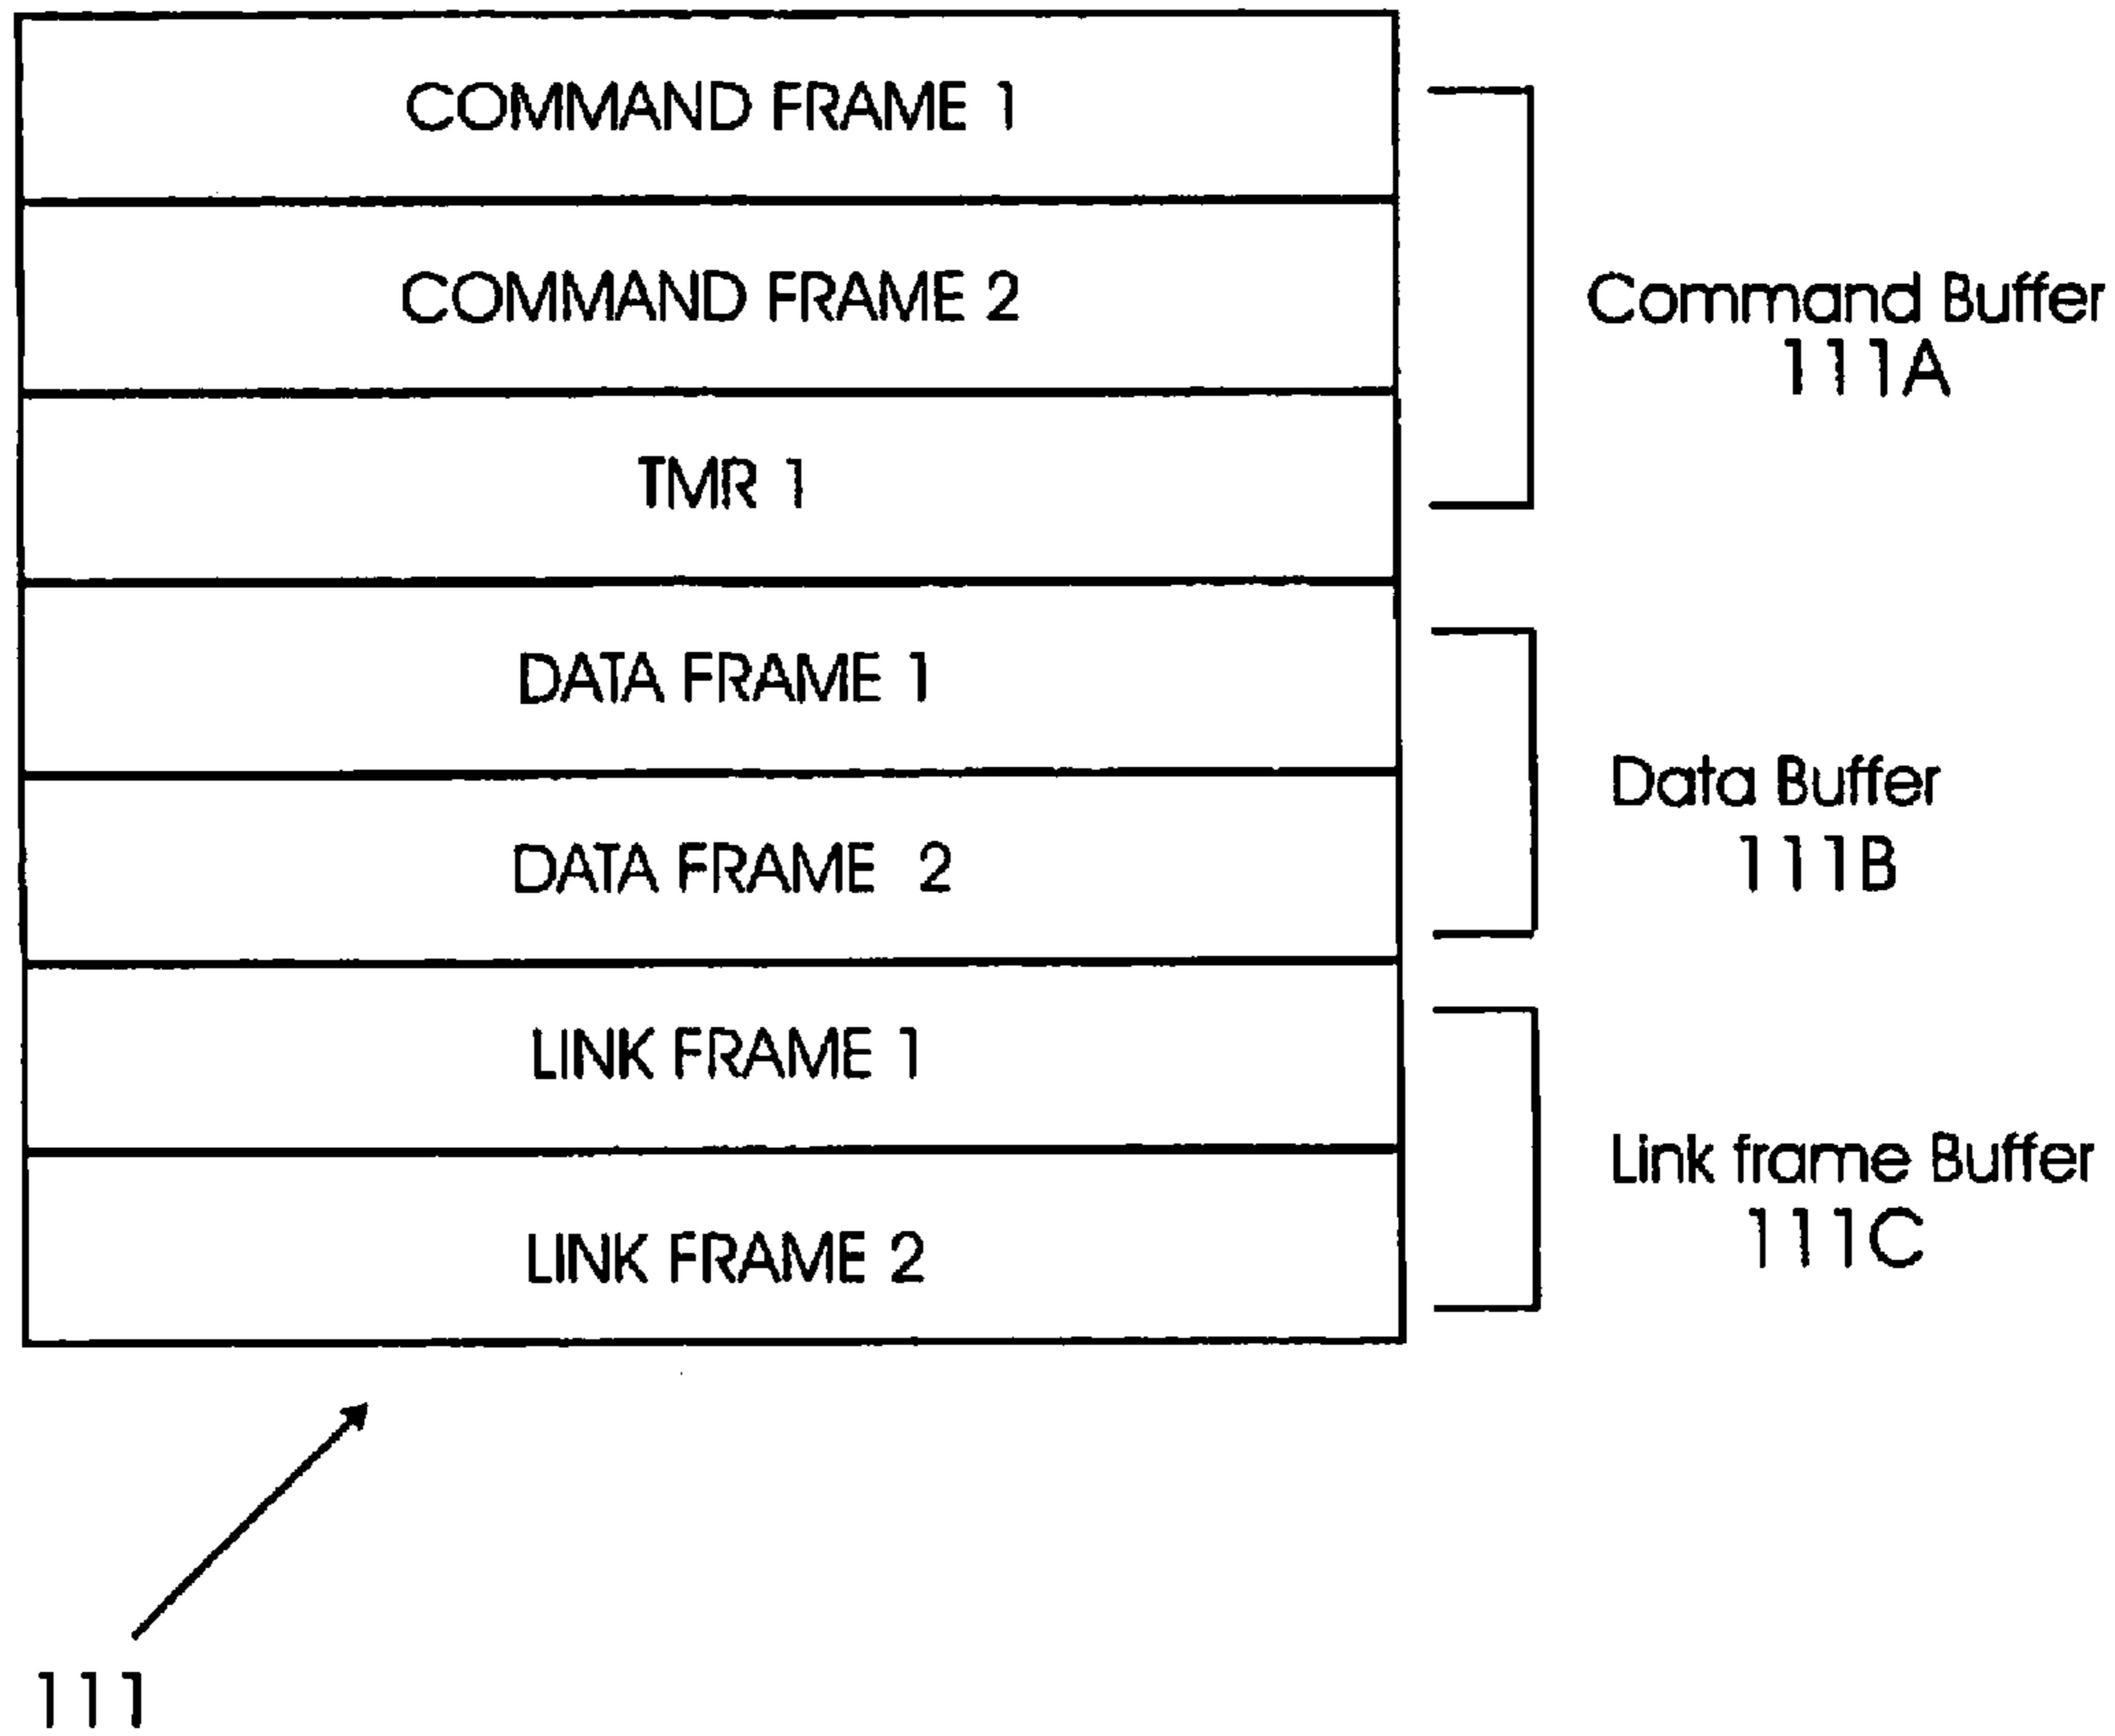 COMMAND FRAME 1
COMMAND FRAME 2
Command Buffer
111A
TMR 1
DATA FRAME 1
Data Buffer
111B
DATA FRAME 2
LINK FRAME 1
Link frame Buffer
111C
LINK FRAME 2
111